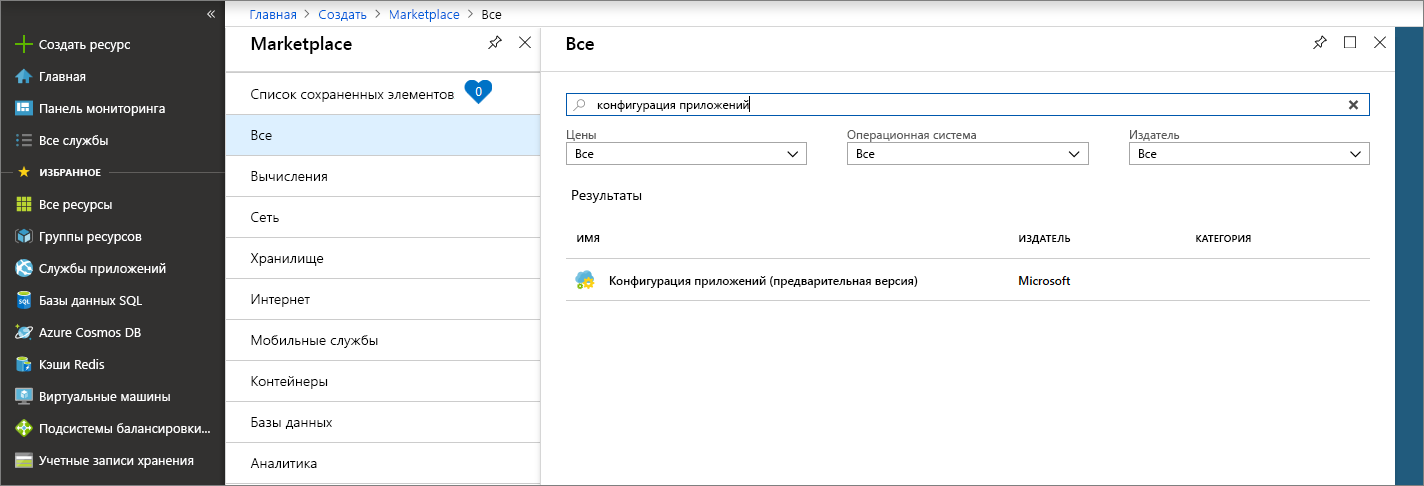 «
Главная > Создать > Marketplace > Все
Создать ресурс
Главная
Панель мониторинга
Все службы
ИЗБРАННОЕ
Все ресурсы
Группы ресурсов
Службы приложений
Базы данных SQL
Azure Cosmos DB
Кэши Redis
Виртуальные машины
Подсистемы балансировки...
Учетные записи хранения
Marketplace
Список сохраненных элементов 0
Все
Вычисления
Сеть
Хранилище
Интернет
Мобильные службы
Контейнеры
Базы данных
Аналитика
Все
конфигурация приложений
Цены Операционная система Издатель
Все Все Все
Результаты
ИМЯ ИЗДАТЕЛЬ КАТЕГОРИЯ
Конфигурация приложений (предварительная версия) Microsoft